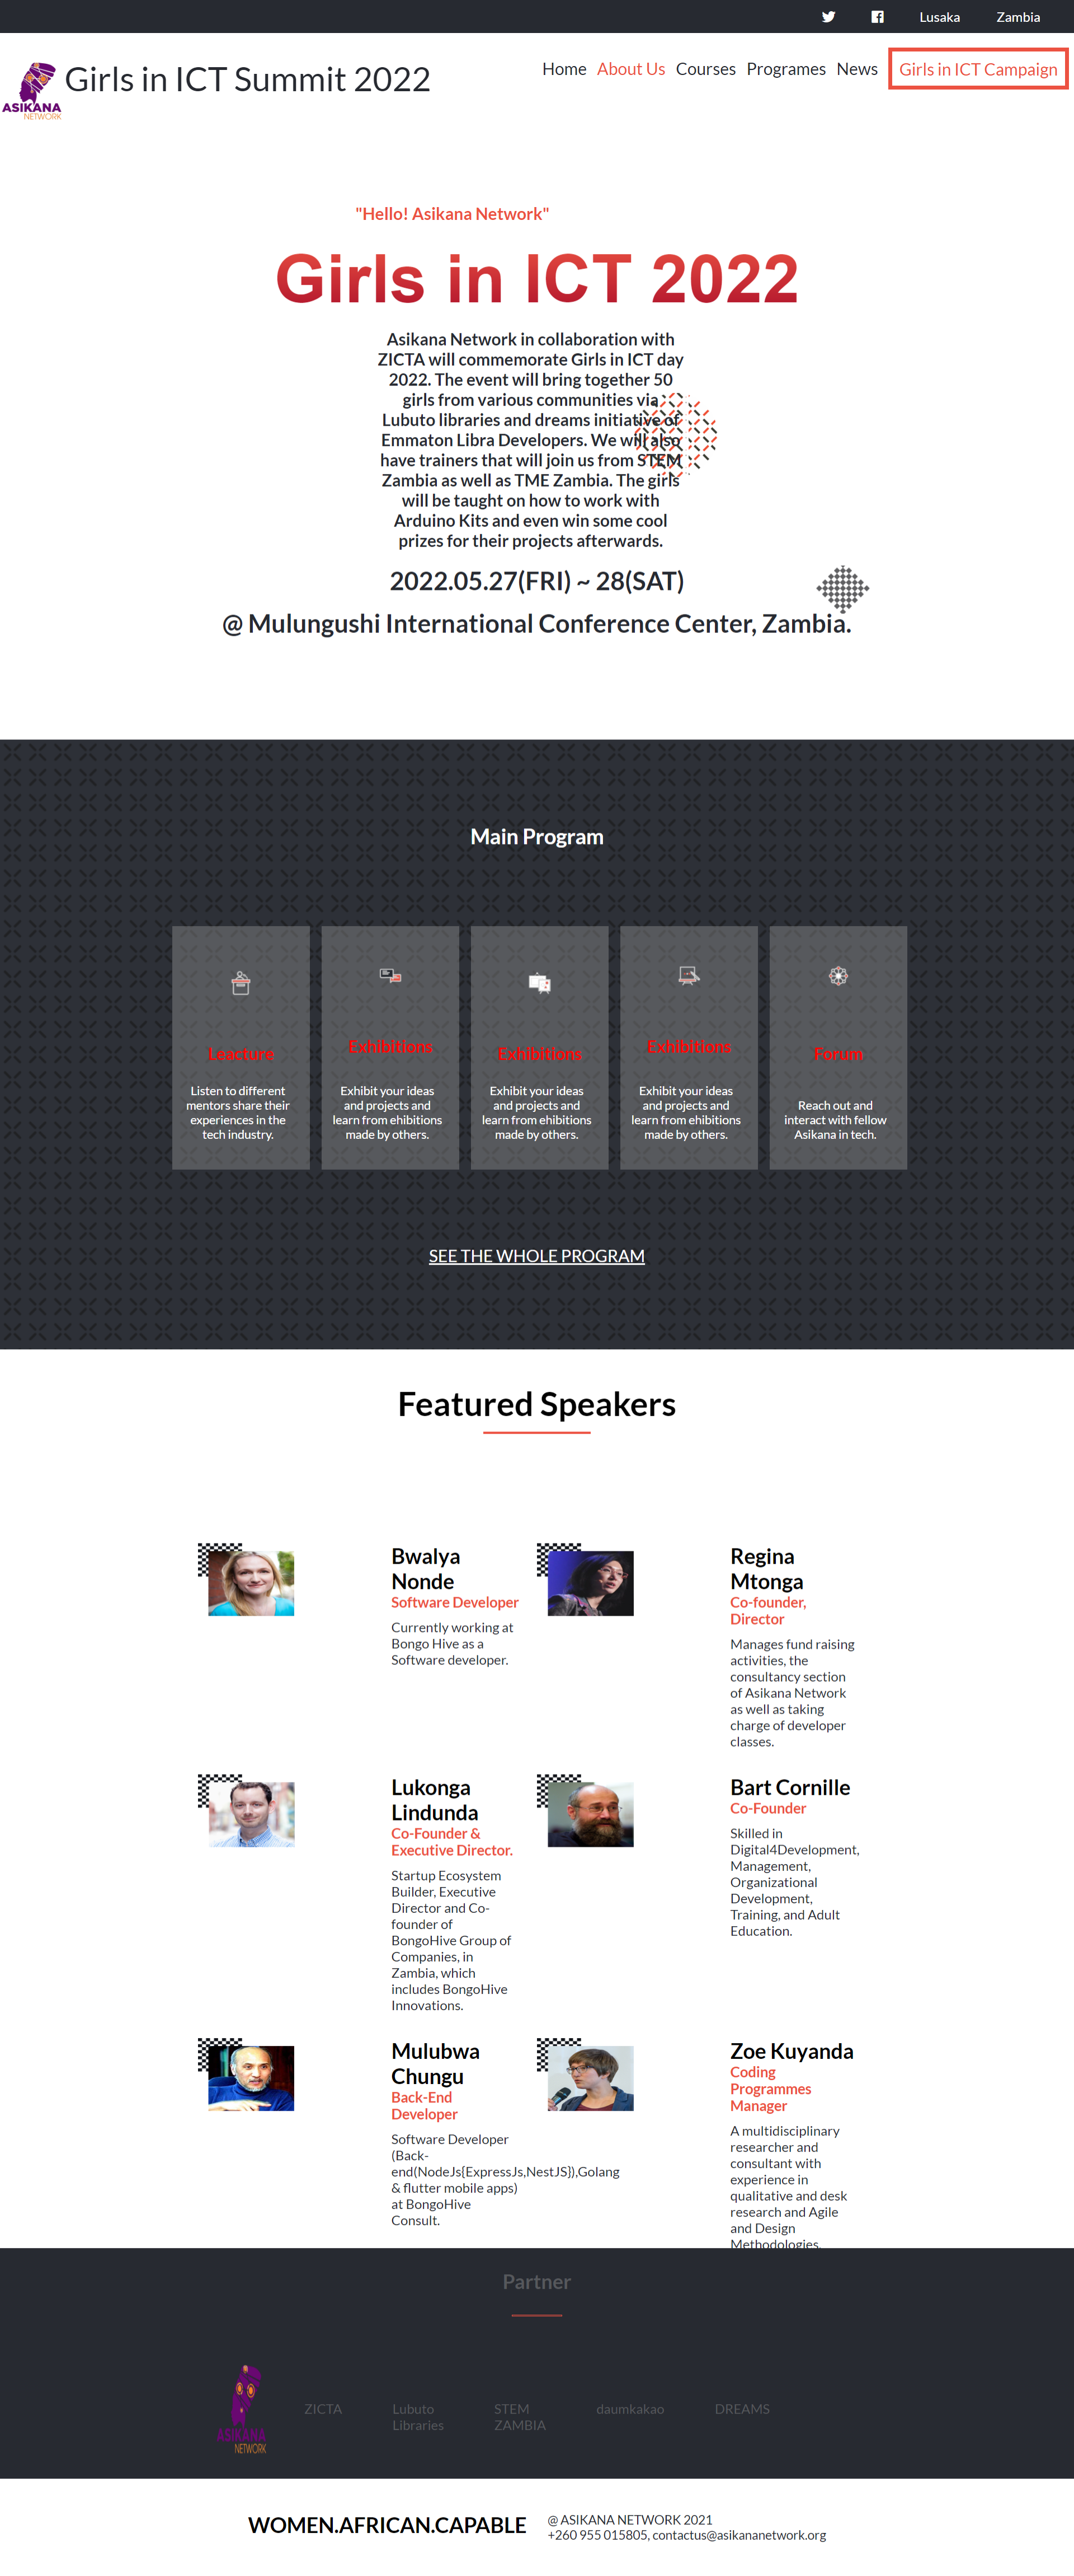 Lusaka
Zambia
ASIKANA
NETWORK
Girls in ICT Summit 2022
Home
About Us
Courses
Programes
News
Girls in ICT Campaign
"Hello! Asikana Network"
Girls in ICT 2022
Asikana Network in collaboration with
ZICTA will commemorate Girls in ICT day
2022. The event will bring together 50
girls from various communities via
Lubuto libraries and dreams initiative of
Emmaton Libra Developers. We will also
have trainers that will join us from STEM
Zambia as well as TME Zambia. The girls
will be taught on how to work with
Arduino Kits and even win some cool
prizes for their projects afterwards.
2022.05.27(FRI) ~ 28(SAT)
@ Mulungushi International Conference Center, Zambia.
Main Program
Leacture
Listen to different
mentors share their
experiences in the
tech industry.
Exhibitions
Exhibit your ideas
and projects and
learn from ehibitions
made by others.
Exhibitions
Exhibit your ideas
and projects and
learn from ehibitions
made by others.
Exhibitions
Exhibit your ideas
and projects and
learn from ehibitions
made by others.
Forum
Reach out and
interact with fellow
Asikana in tech.
SEE THE WHOLE PROGRAM
Featured Speakers
Bwalya
Nonde
Software Developer
Currently working at
Bongo Hive as a
Software developer.
Regina
Mtonga
Co-founder,
Director
Manages fund raising
activities, the
consultancy section
of Asikana Network
as well as taking
charge of developer
classes.
Lukonga
Lindunda
Co-Founder &
Executive Director.
Startup Ecosystem
Builder, Executive
Director and Co-
founder of
BongoHive Group of
Companies, in
Zambia, which
includes BongoHive
Innovations.
Bart Cornille
Co-Founder
Skilled in
Digital4Development,
Management,
Organizational
Development,
Training, and Adult
Education.
Mulubwa
Chungu
Back-End
Developer
Software Developer
(Back-
end(NodeJs{ExpressJs,NestJS}),Golang
& flutter mobile apps)
at BongoHive
Consult.
Zoe Kuyanda
Coding
Programmes
Manager
A multidisciplinary
researcher and
consultant with
experience in
qualitative and desk
research and Agile
and Design
Methodologies.
Partner
ASIKANA
NETWORK
ZICTA
Lubuto
Libraries
STEM
ZAMBIA
daumkakao
DREAMS
WOMEN.AFRICAN.CAPABLE
@ ASIKANA NETWORK 2021
+260 955 015805, contactus@asikananetwork.org